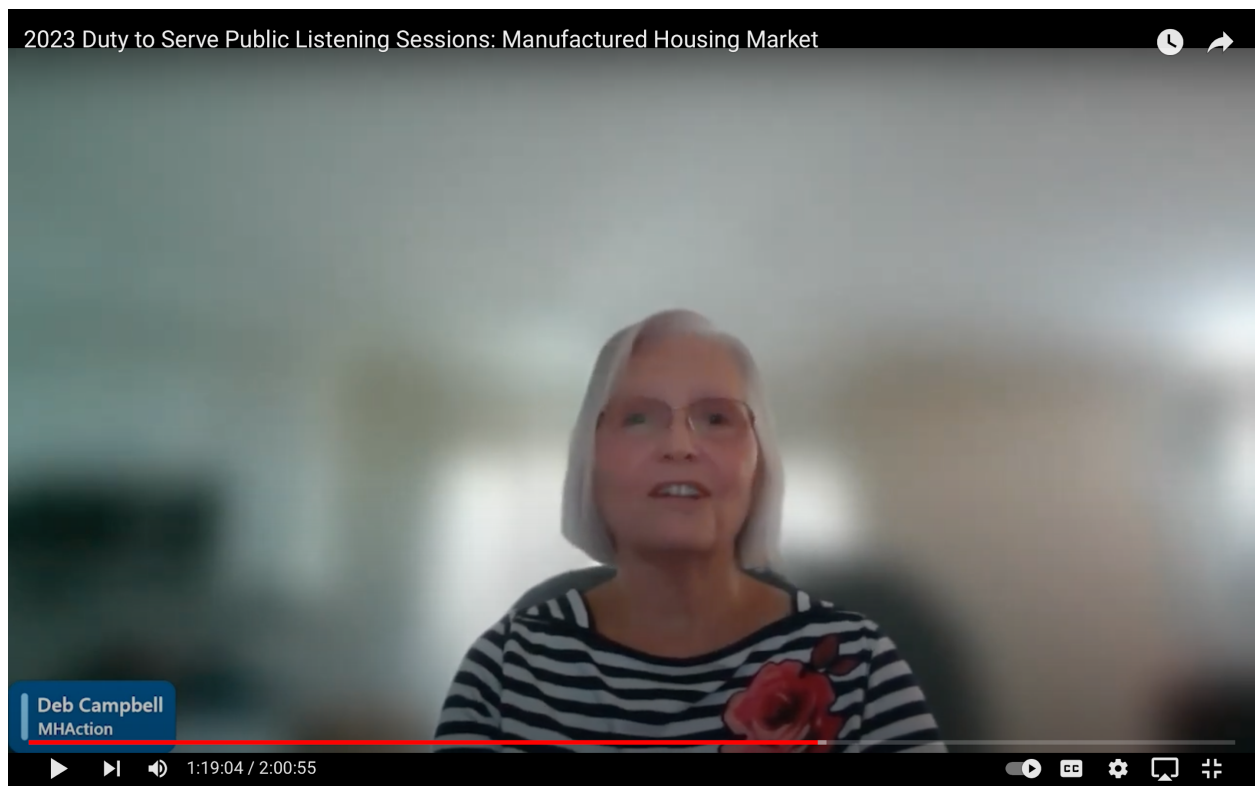 2023 Duty to Serve Public Listening Sessions: Manufactured Housing Market
Deb Campbell
MHAction
1:19:04 / 2:00:55
CC